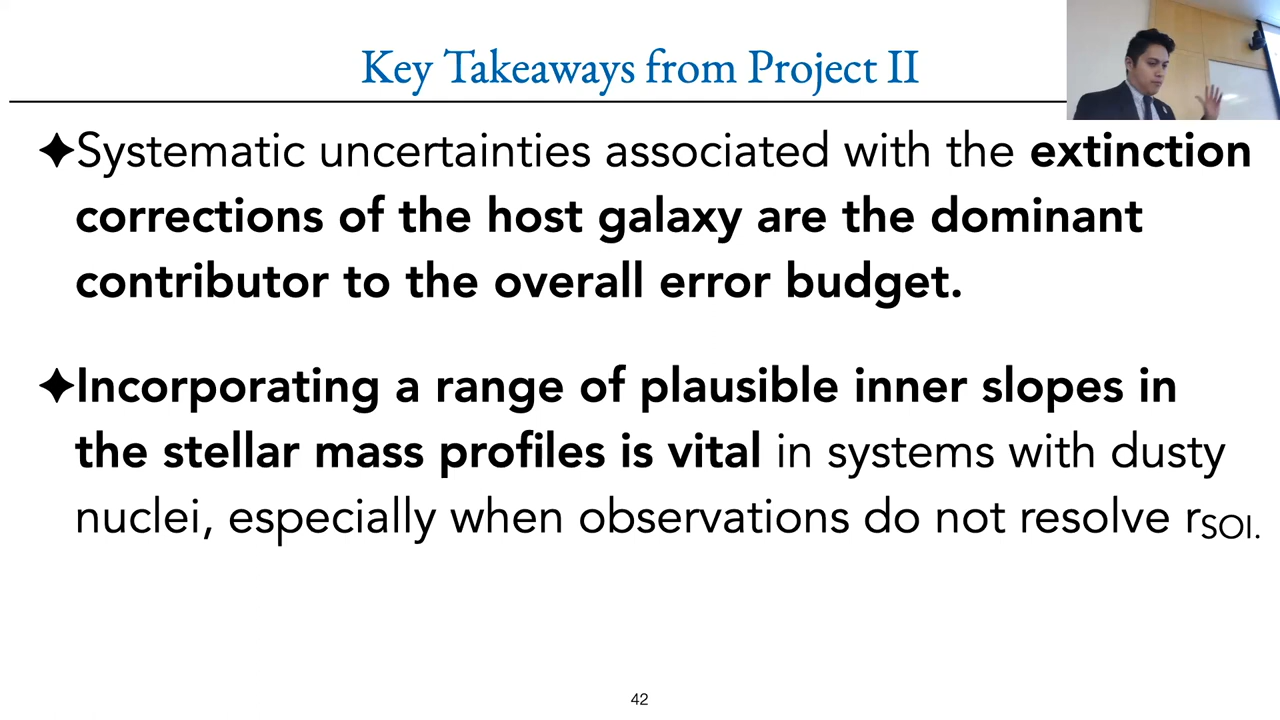 Key Takeaways from Project II
✦Systematic uncertainties associated with the extinction
corrections of the host galaxy are the dominant
contributor to the overall error budget.
✦Incorporating a range of plausible inner slopes in
the stellar mass profiles is vital in systems with dusty
nuclei, especially when observations do not resolve rSOI.
42